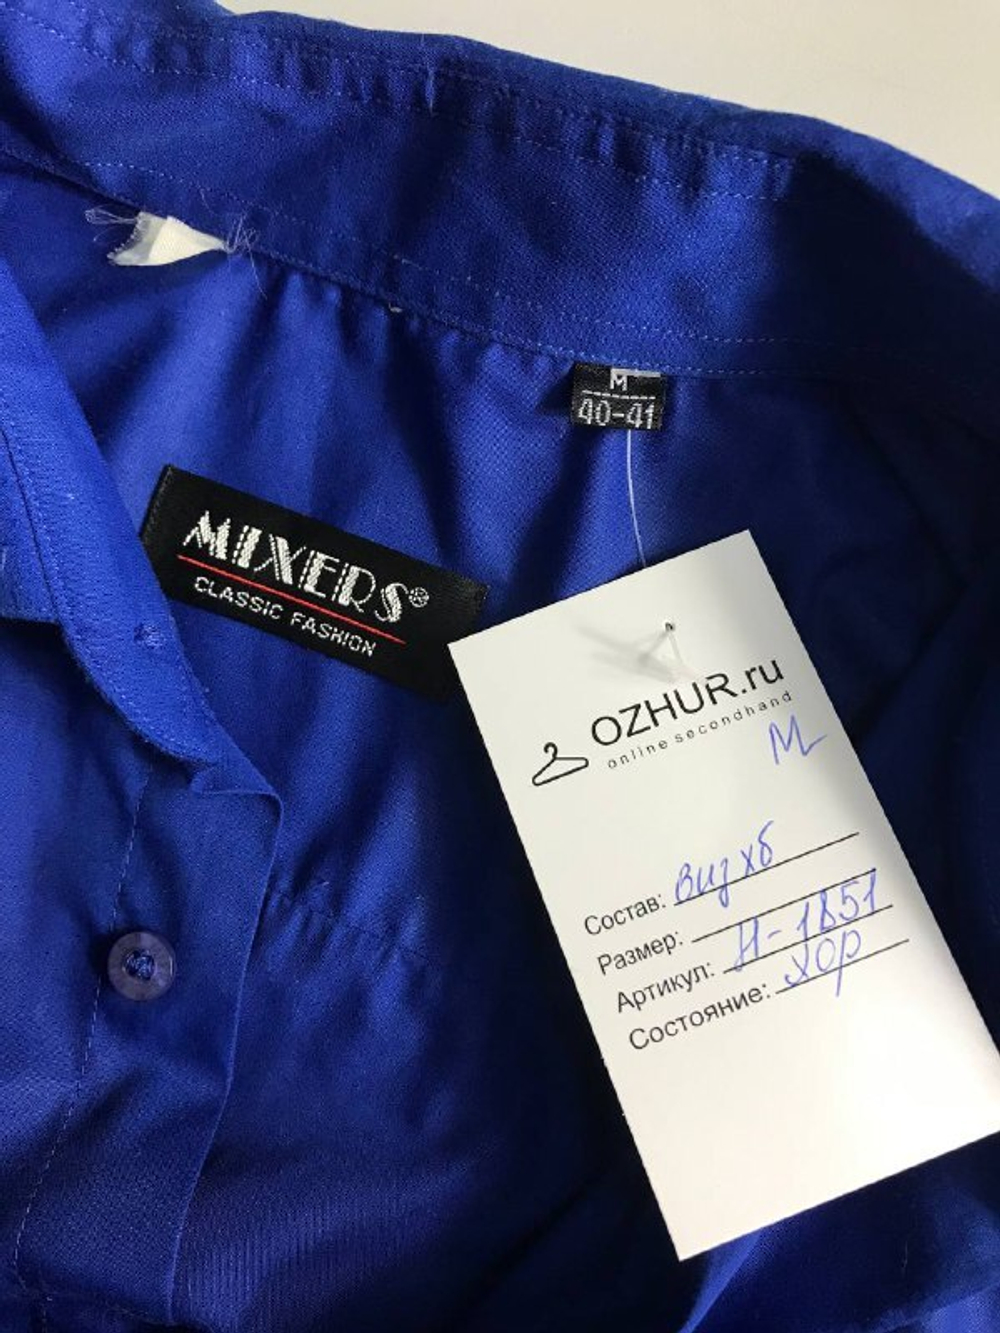 M
40-41
MIXERS®
CLASSIC FASHION
OZHUR.ru
online secondhand
M
Состав: виз хб
Размер:
Артикул: Н-1851
Состояние: хор